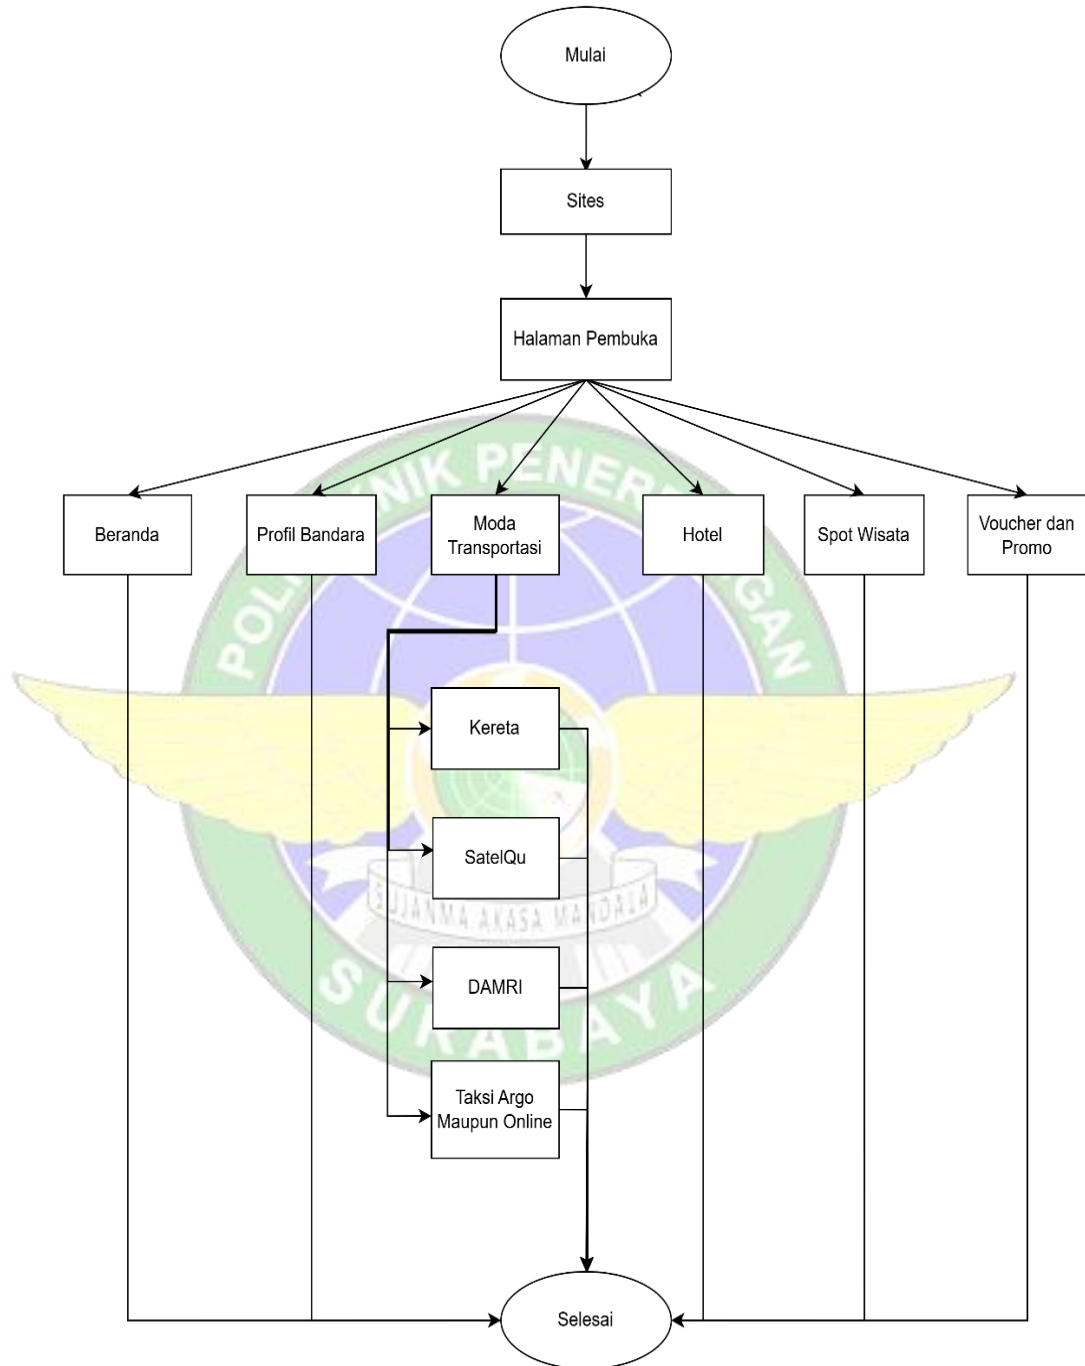 Mulai
Sites
Halaman Pembuka
Beranda
Profil Bandara
Moda
Transportasi
Hotel
Spot Wisata
Voucher dan
Promo
Kereta
SatelQu
DAMRI
Taksi Argo
Maupun Online
Selesai
SURABAYA